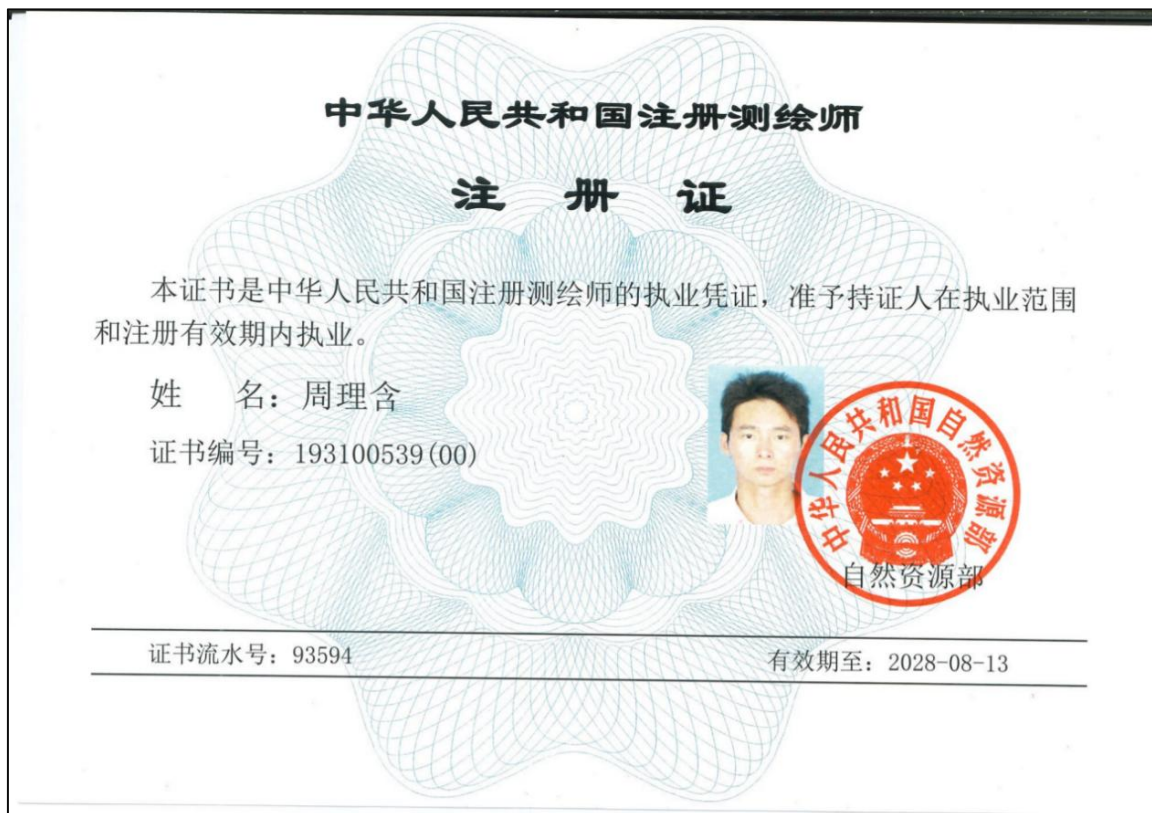 中华人民共和国注册测绘师
注 册 证
本证书是中华人民共和国注册测绘师的执业凭证，准予持证人在执业范围
和注册有效期内执业。
姓 名：周理含
证书编号：193100539(00)
中华人民共和国自然资源部
自然资源部
证书流水号：93594
有效期至：2028-08-13